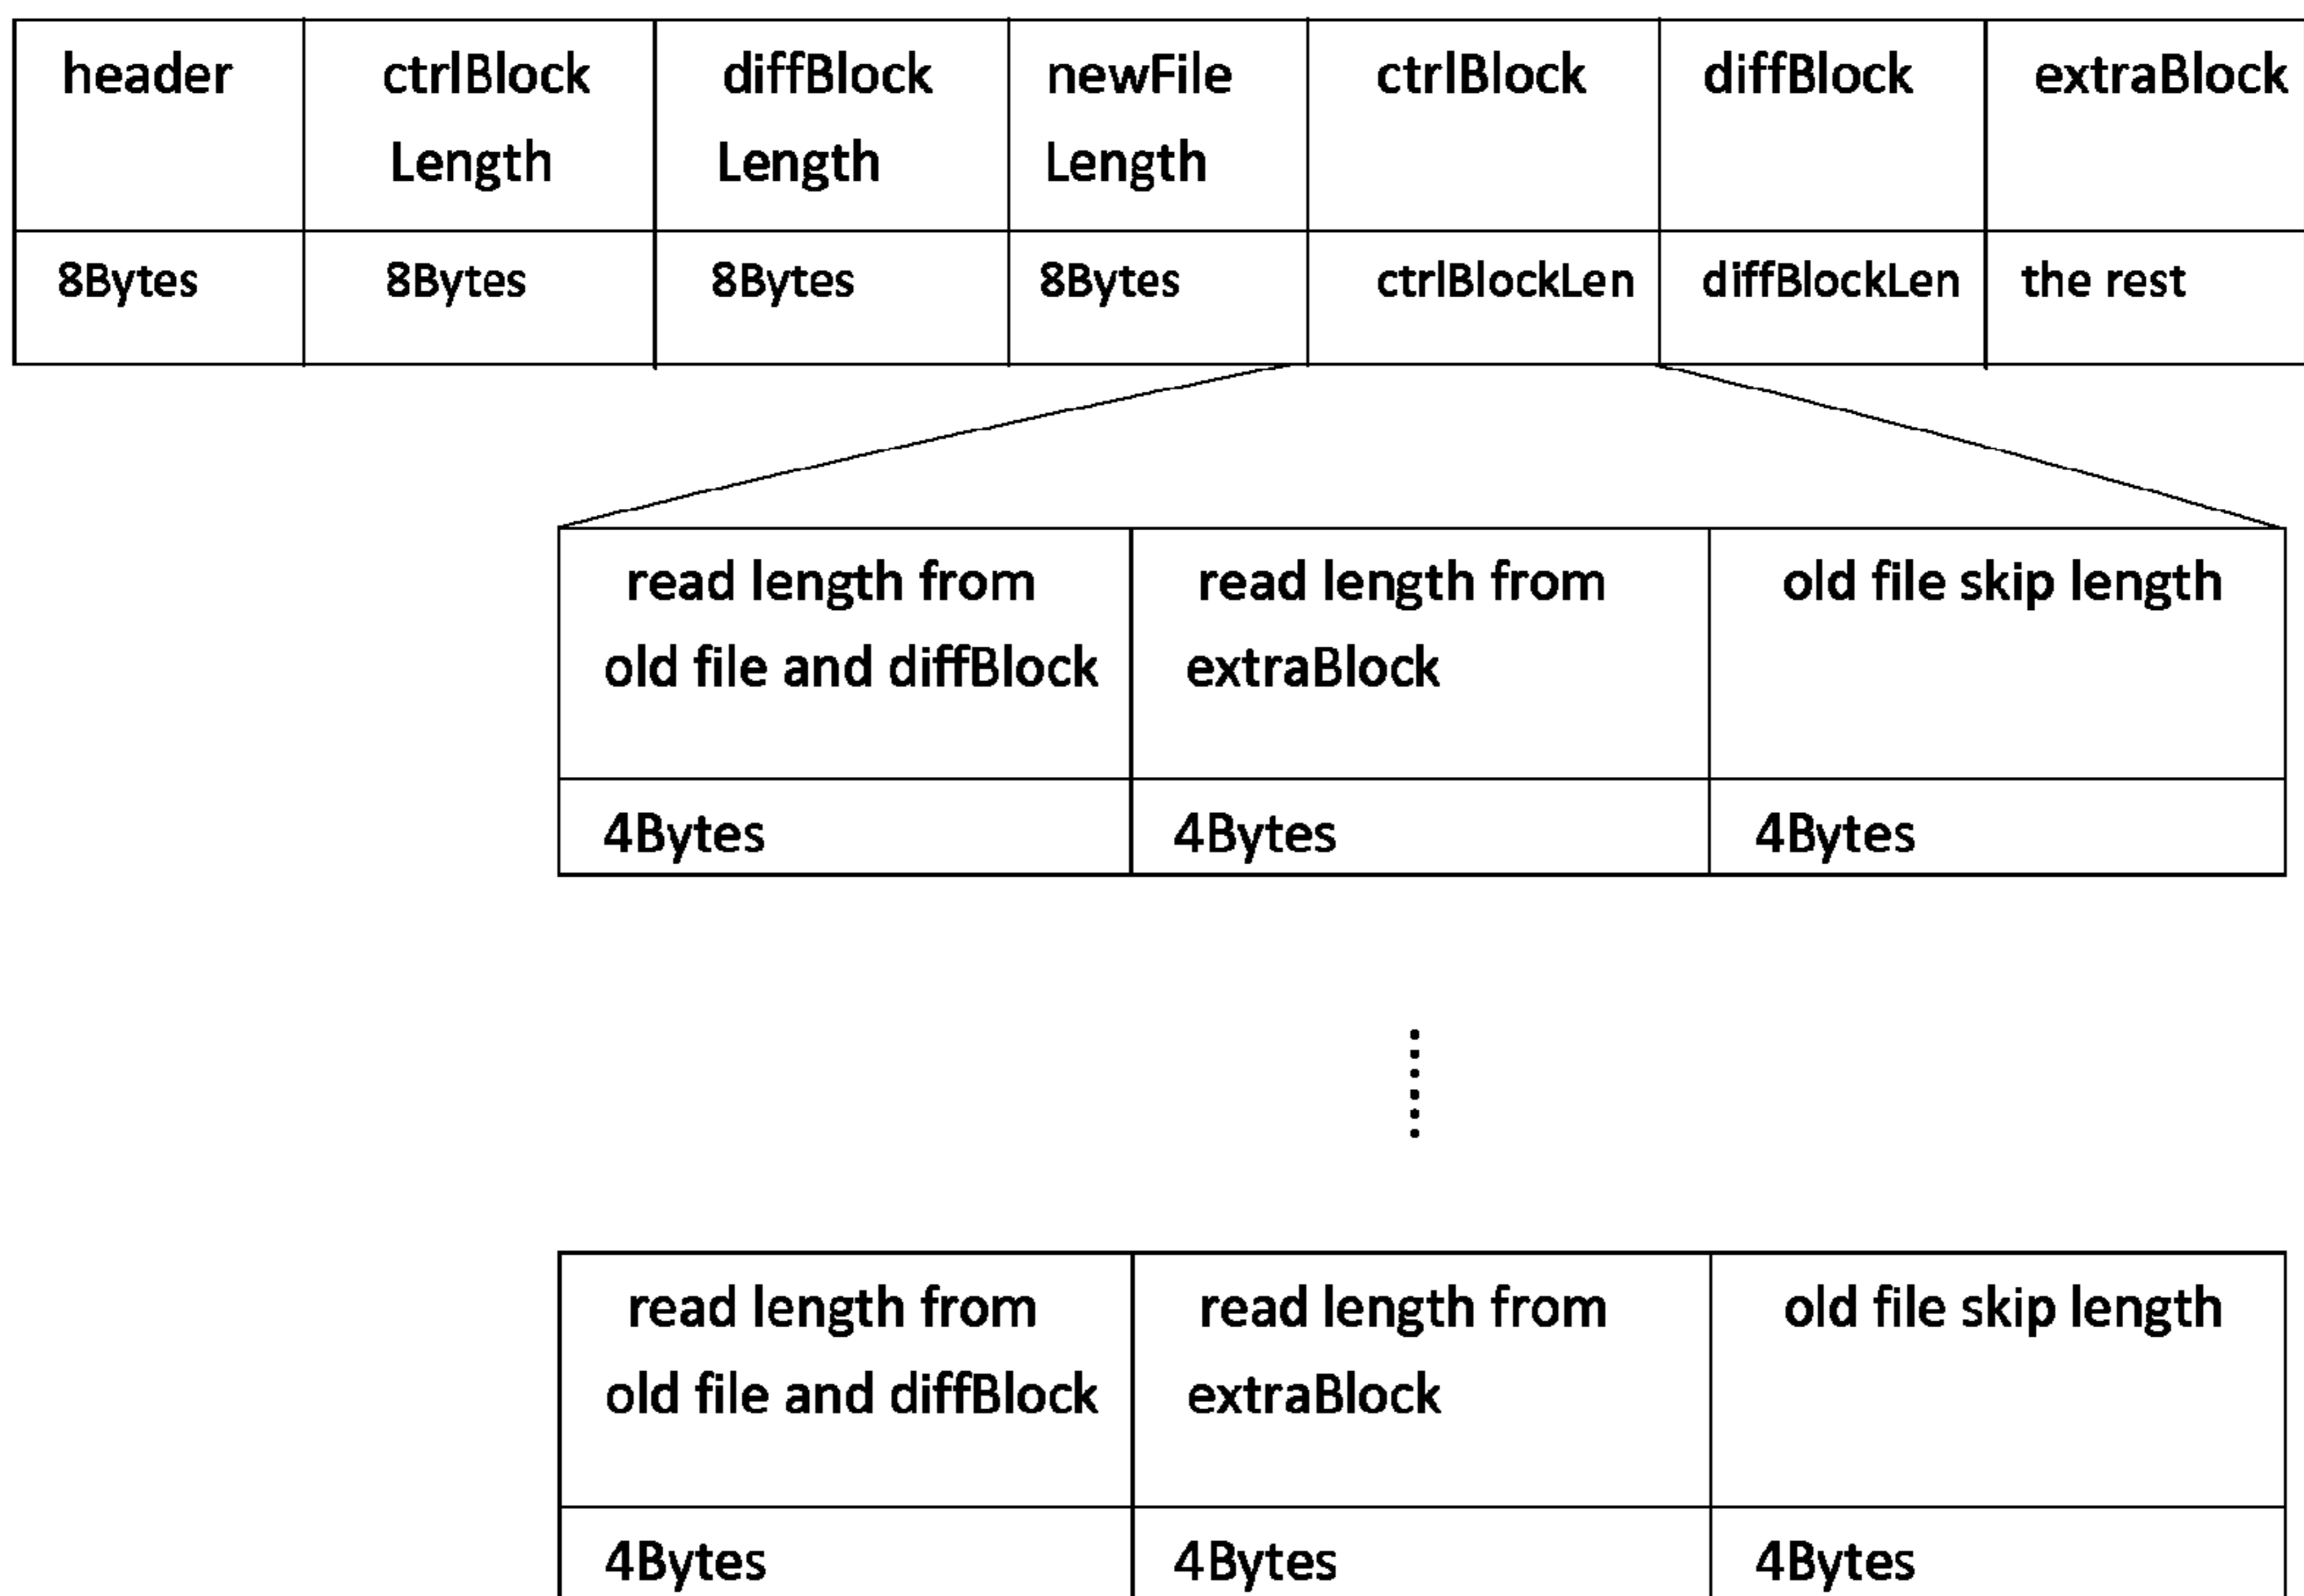 header ctrlBlock diffBlock newFile ctrlBlock diffBlock extraBlock
Length Length Length
8Bytes 8Bytes 8Bytes 8Bytes ctrlBlockLen diffBlockLen the rest
read length from read length from old file skip length
old file and diffBlock extraBlock
4Bytes 4Bytes 4Bytes
read length from read length from old file skip length
old file and diffBlock extraBlock
4Bytes 4Bytes 4Bytes